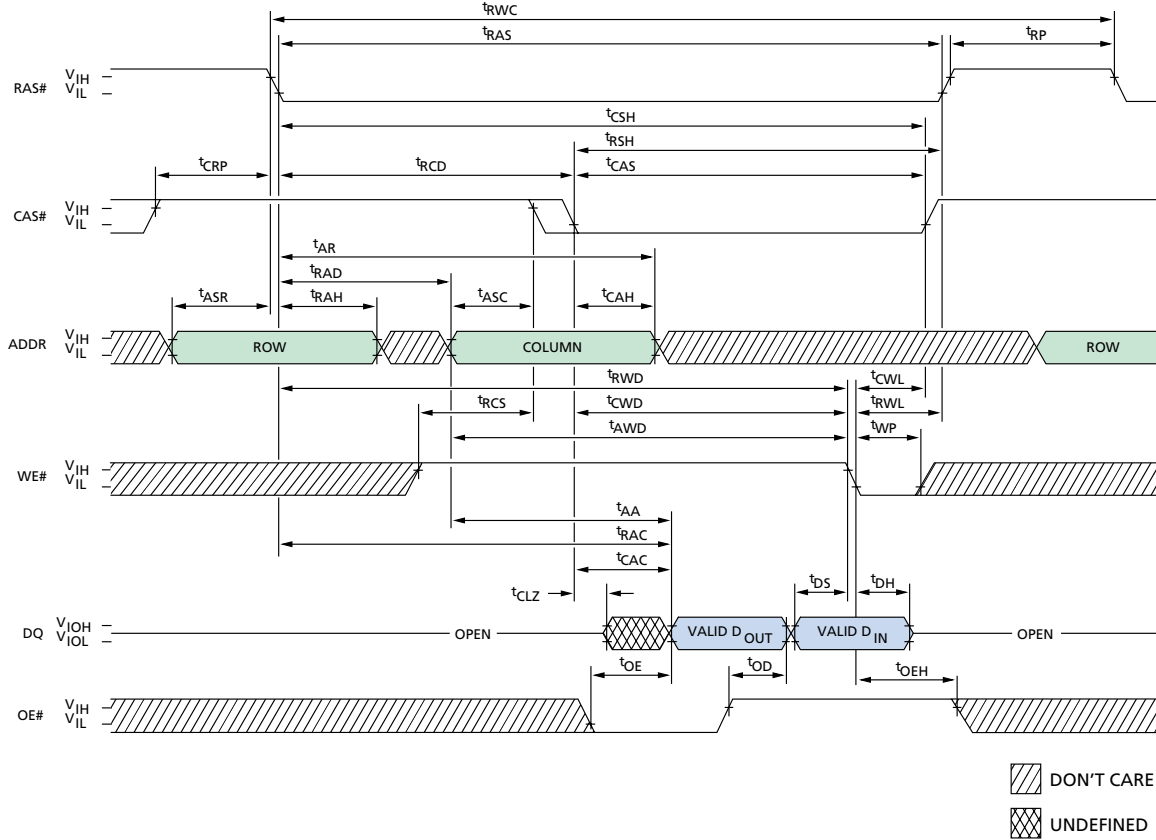 tRWC
tRAS
tRP
RAS#
VIH
VIL
tCSH
tRSH
tCRP
tRCD
tCAS
CAS#
VIH
VIL
tAR
tRAD
tASR
tRAH
tASC
tCAH
ADDR
VIH
VIL
ROW
COLUMN
ROW
tRWD
tCWL
tRCS
tCWD
tRWL
tAWD
tWP
WE#
VIH
VIL
tAA
tRAC
tCAC
tCLZ
tDS
tDH
DQ
VIOH
VIOL
OPEN
VALID DOUT
VALID DIN
OPEN
tOE
tOD
tOEH
OE#
VIH
VIL
DON'T CARE
UNDEFINED